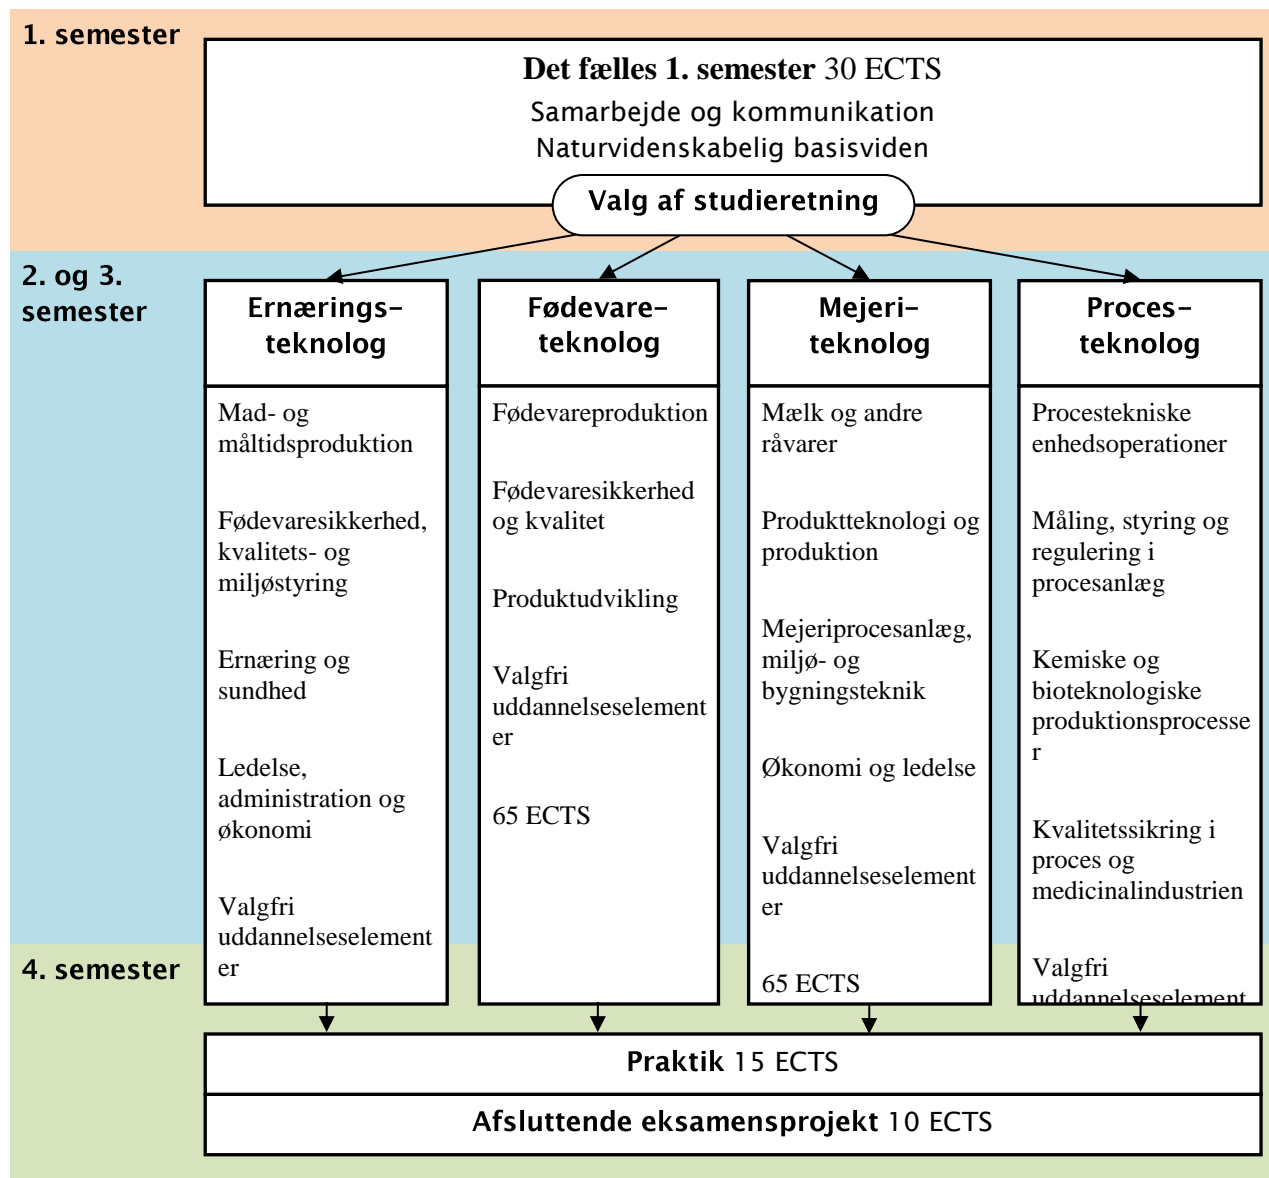 1. semester
Det fælles 1. semester 30 ECTS
Samarbejde og kommunikation
Naturvidenskabelig basisviden
Valg af studieretning
2. og 3.
semester
Ernærings-
teknolog
Mad- og
måltidsproduktion
Fødevaresikkerhed,
kvalitets- og
miljøstyring
Ernæring og
sundhed
Ledelse,
administration og
økonomi
Valgfri
uddannelseselement
er
Fødevare-
teknolog
Fødevareproduktion
Fødevaresikkerhed
og kvalitet
Produktudvikling
Valgfri
uddannelseselement
er
65 ECTS
Mejeri-
teknolog
Mælk og andre
råvarer
Produktteknologi og
produktion
Mejeriprocesanlæg,
miljø- og
bygningsteknik
Økonomi og ledelse
Valgfri
uddannelseselement
er
65 ECTS
Proces-
teknolog
Procestekniske
enhedsoperationer
Måling, styring og
regulering i
procesanlæg
Kemiske og
bioteknologiske
produktionsprocesse
r
Kvalitetssikring i
proces og
medicinalindustrien
Valgfri
uddannelseselement
4. semester
Praktik 15 ECTS
Afsluttende eksamensprojekt 10 ECTS